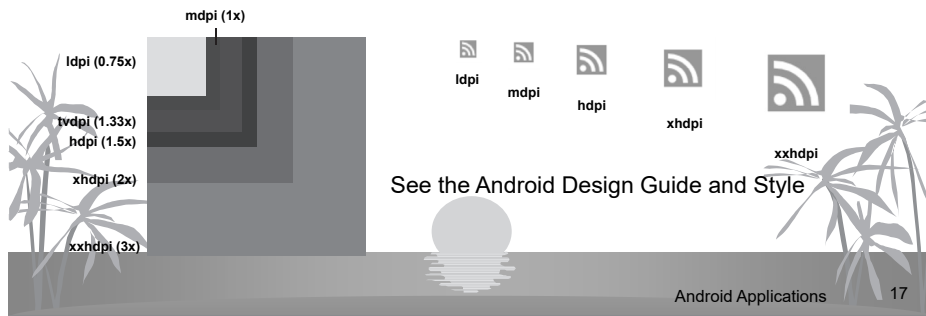 mdpi (1x)
ldpi (0.75x)
tvdpi (1.33x)
hdpi (1.5x)
xhdpi (2x)
xxhdpi (3x)
ldpi
mdpi
hdpi
xhdpi
xxhdpi
See the Android Design Guide and Style
Android Applications
17